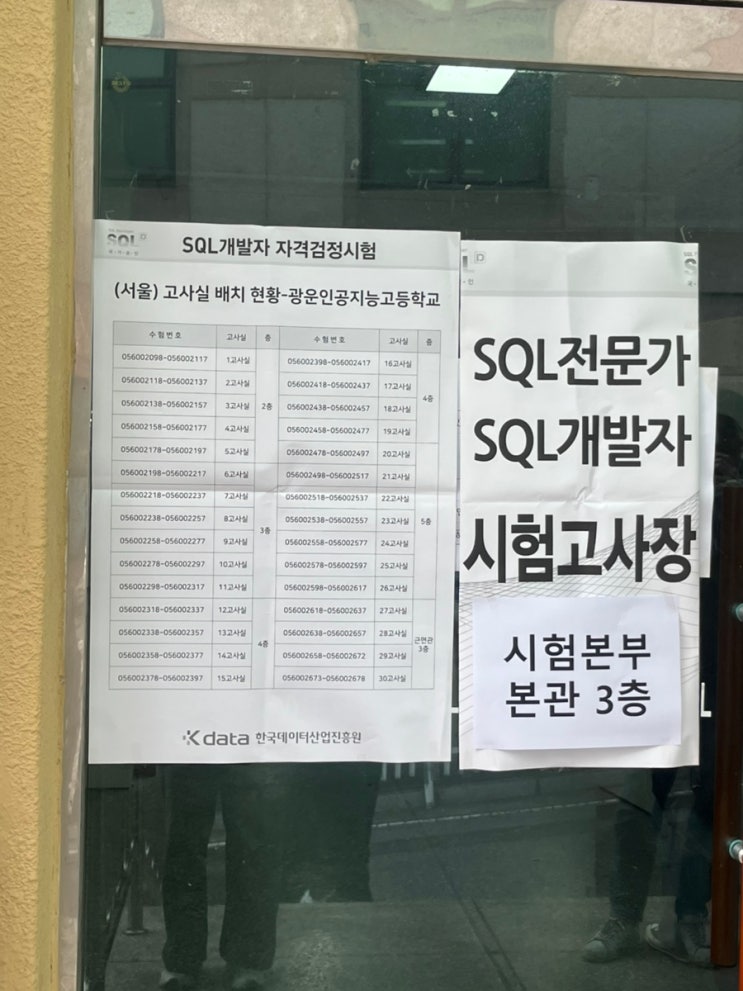 SQL
SQL개발자 자격검정시험
(서울) 고사실 배치 현황-광운인공지능고등학교
수험번호 고사실 층 수험번호 고사실 층
056002098-056002117 1고사실 056002398-056002417 16고사실
056002118-056002137 2고사실 056002418-056002437 17고사실
056002138-056002157 3고사실 2층 056002438-056002457 18고사실 4층
056002158-056002177 4고사실 056002458-056002477 19고사실
056002178-056002197 5고사실 056002478-056002497 20고사실
056002198-056002217 6고사실 056002498-056002517 21고사실
056002218-056002237 7고사실 056002518-056002537 22고사실
056002238-056002257 8고사실 3층 056002538-056002557 23고사실 5층
056002258-056002277 9고사실 056002558-056002577 24고사실
056002278-056002297 10고사실 056002578-056002597 25고사실
056002298-056002317 11고사실 056002598-056002617 26고사실
056002318-056002337 12고사실 056002618-056002637 27고사실
056002338-056002357 13고사실 4층 056002638-056002657 28고사실 근면관
056002358-056002377 14고사실 056002658-056002672 29고사실 3층
056002378-056002397 15고사실 056002673-056002678 30고사실
Kdata 한국데이터산업진흥원
SQL전문가
SQL개발자
시험고사장
시험본부
본관 3층